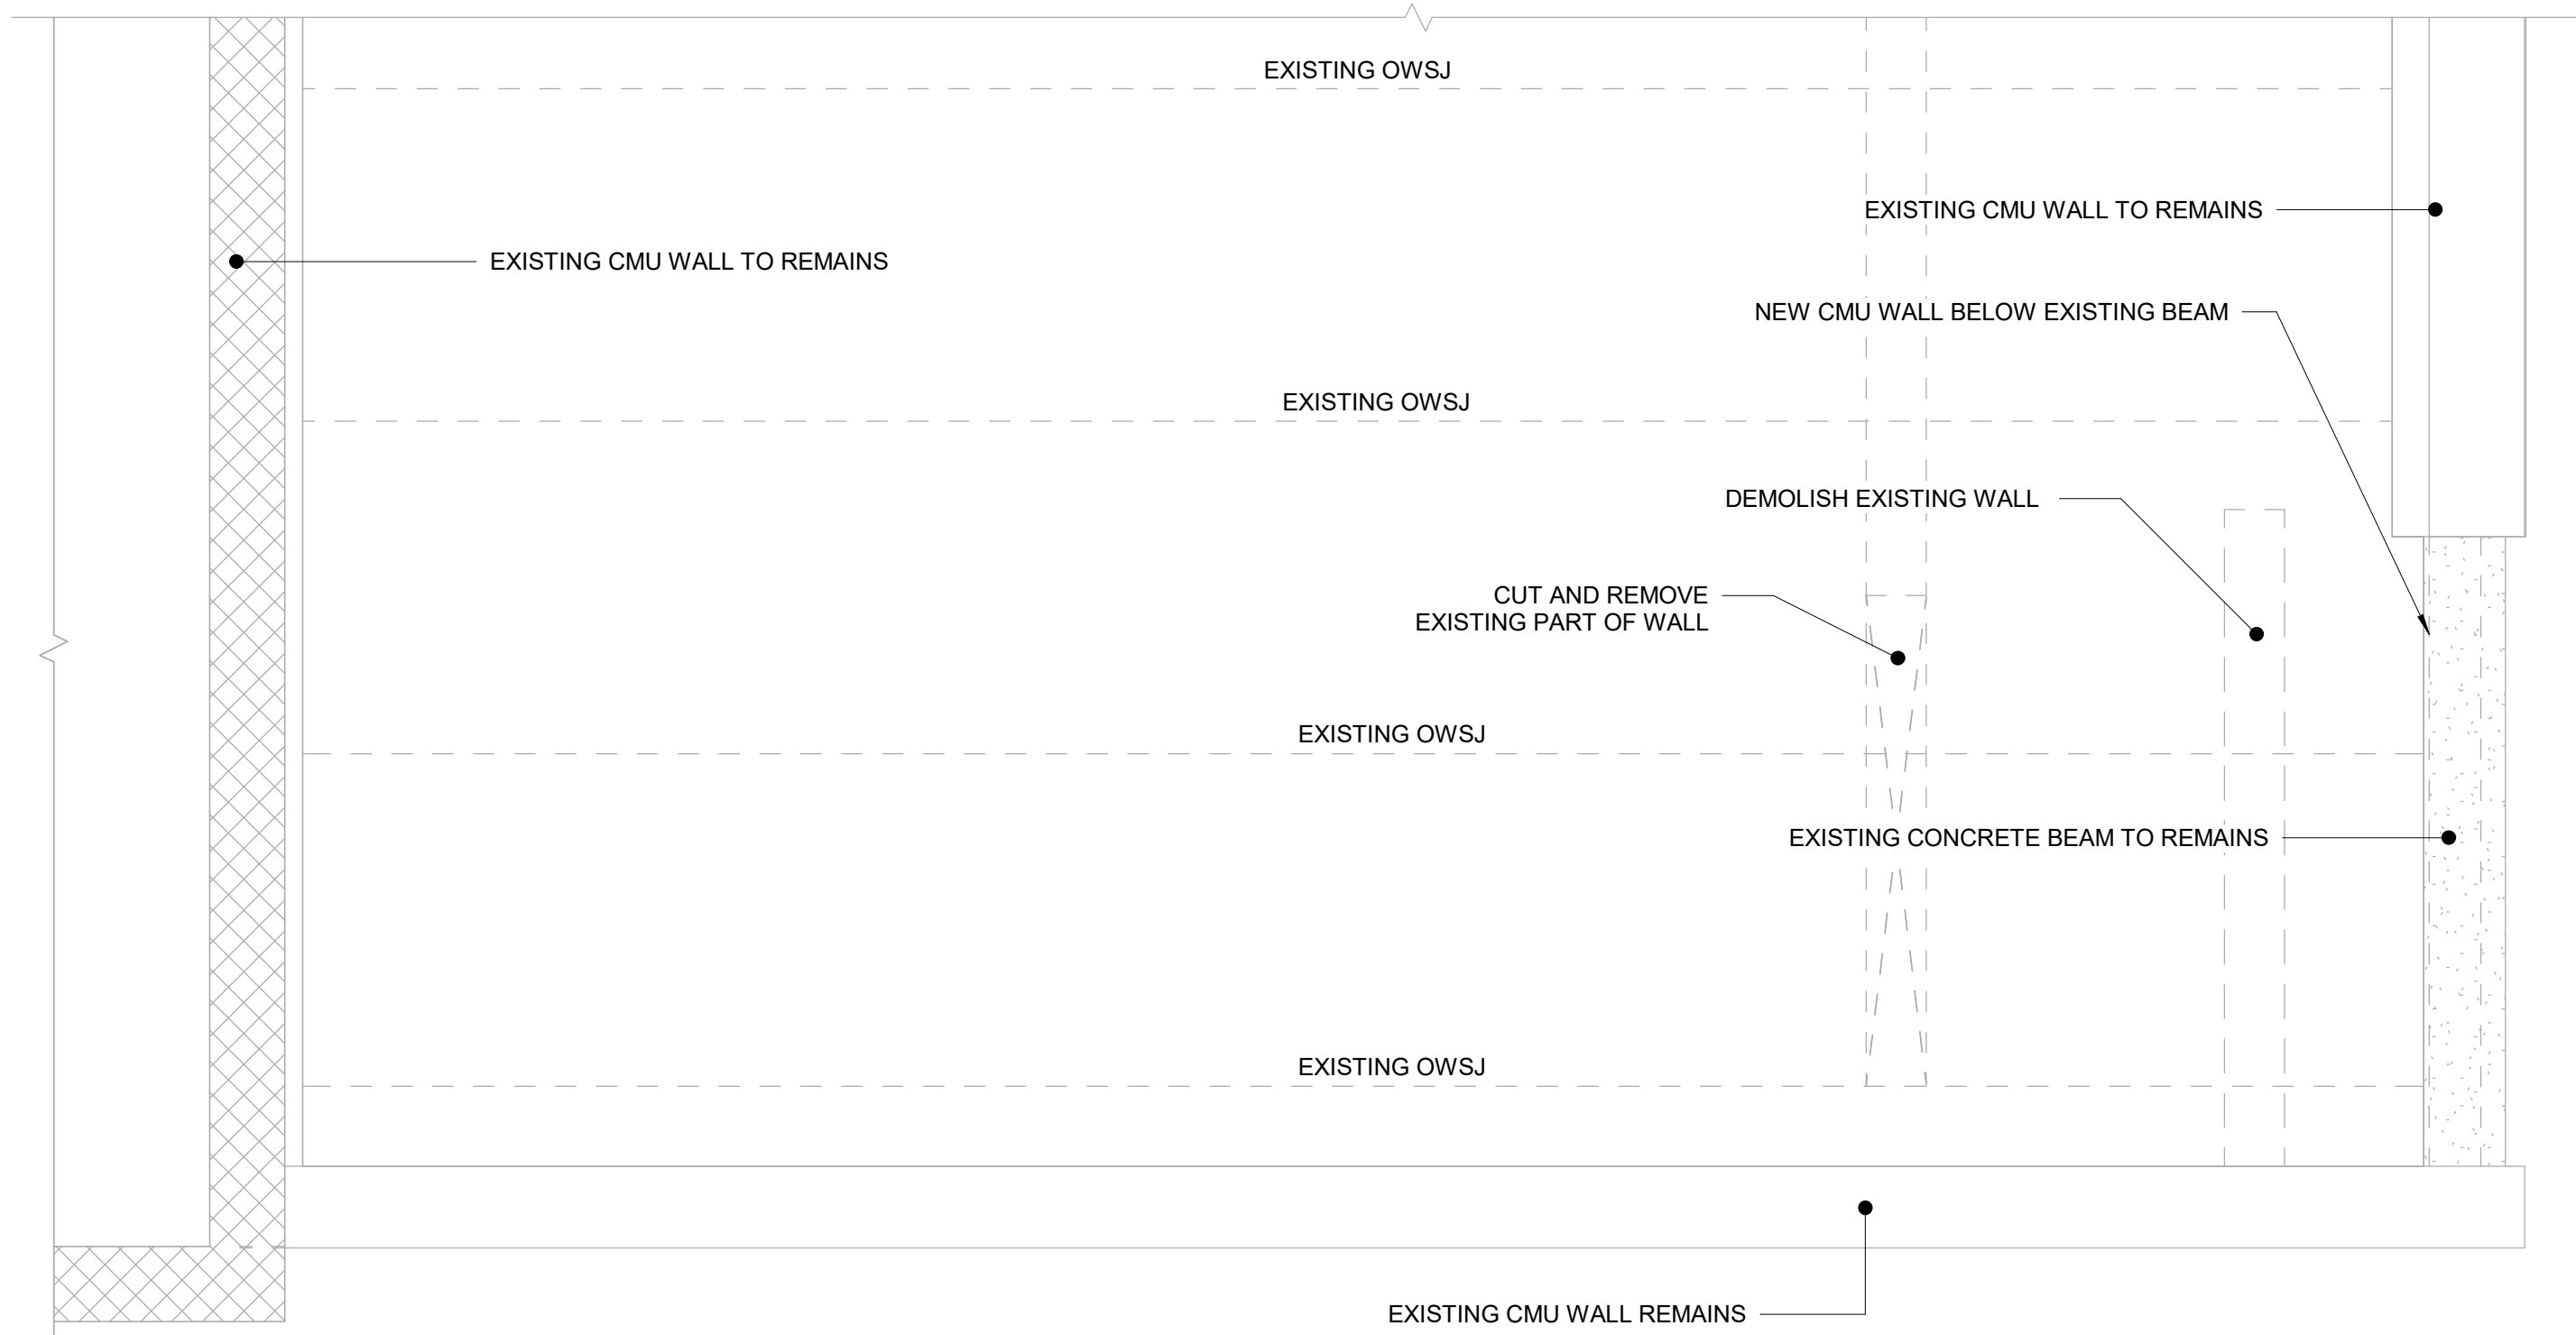 EXISTING OWSJ
EXISTING CMU WALL TO REMAINS
EXISTING CMU WALL TO REMAINS
NEW CMU WALL BELOW EXISTING BEAM
EXISTING OWSJ
DEMOLISH EXISTING WALL
CUT AND REMOVE
EXISTING PART OF WALL
EXISTING OWSJ
EXISTING CONCRETE BEAM TO REMAINS
EXISTING OWSJ
EXISTING CMU WALL REMAINS